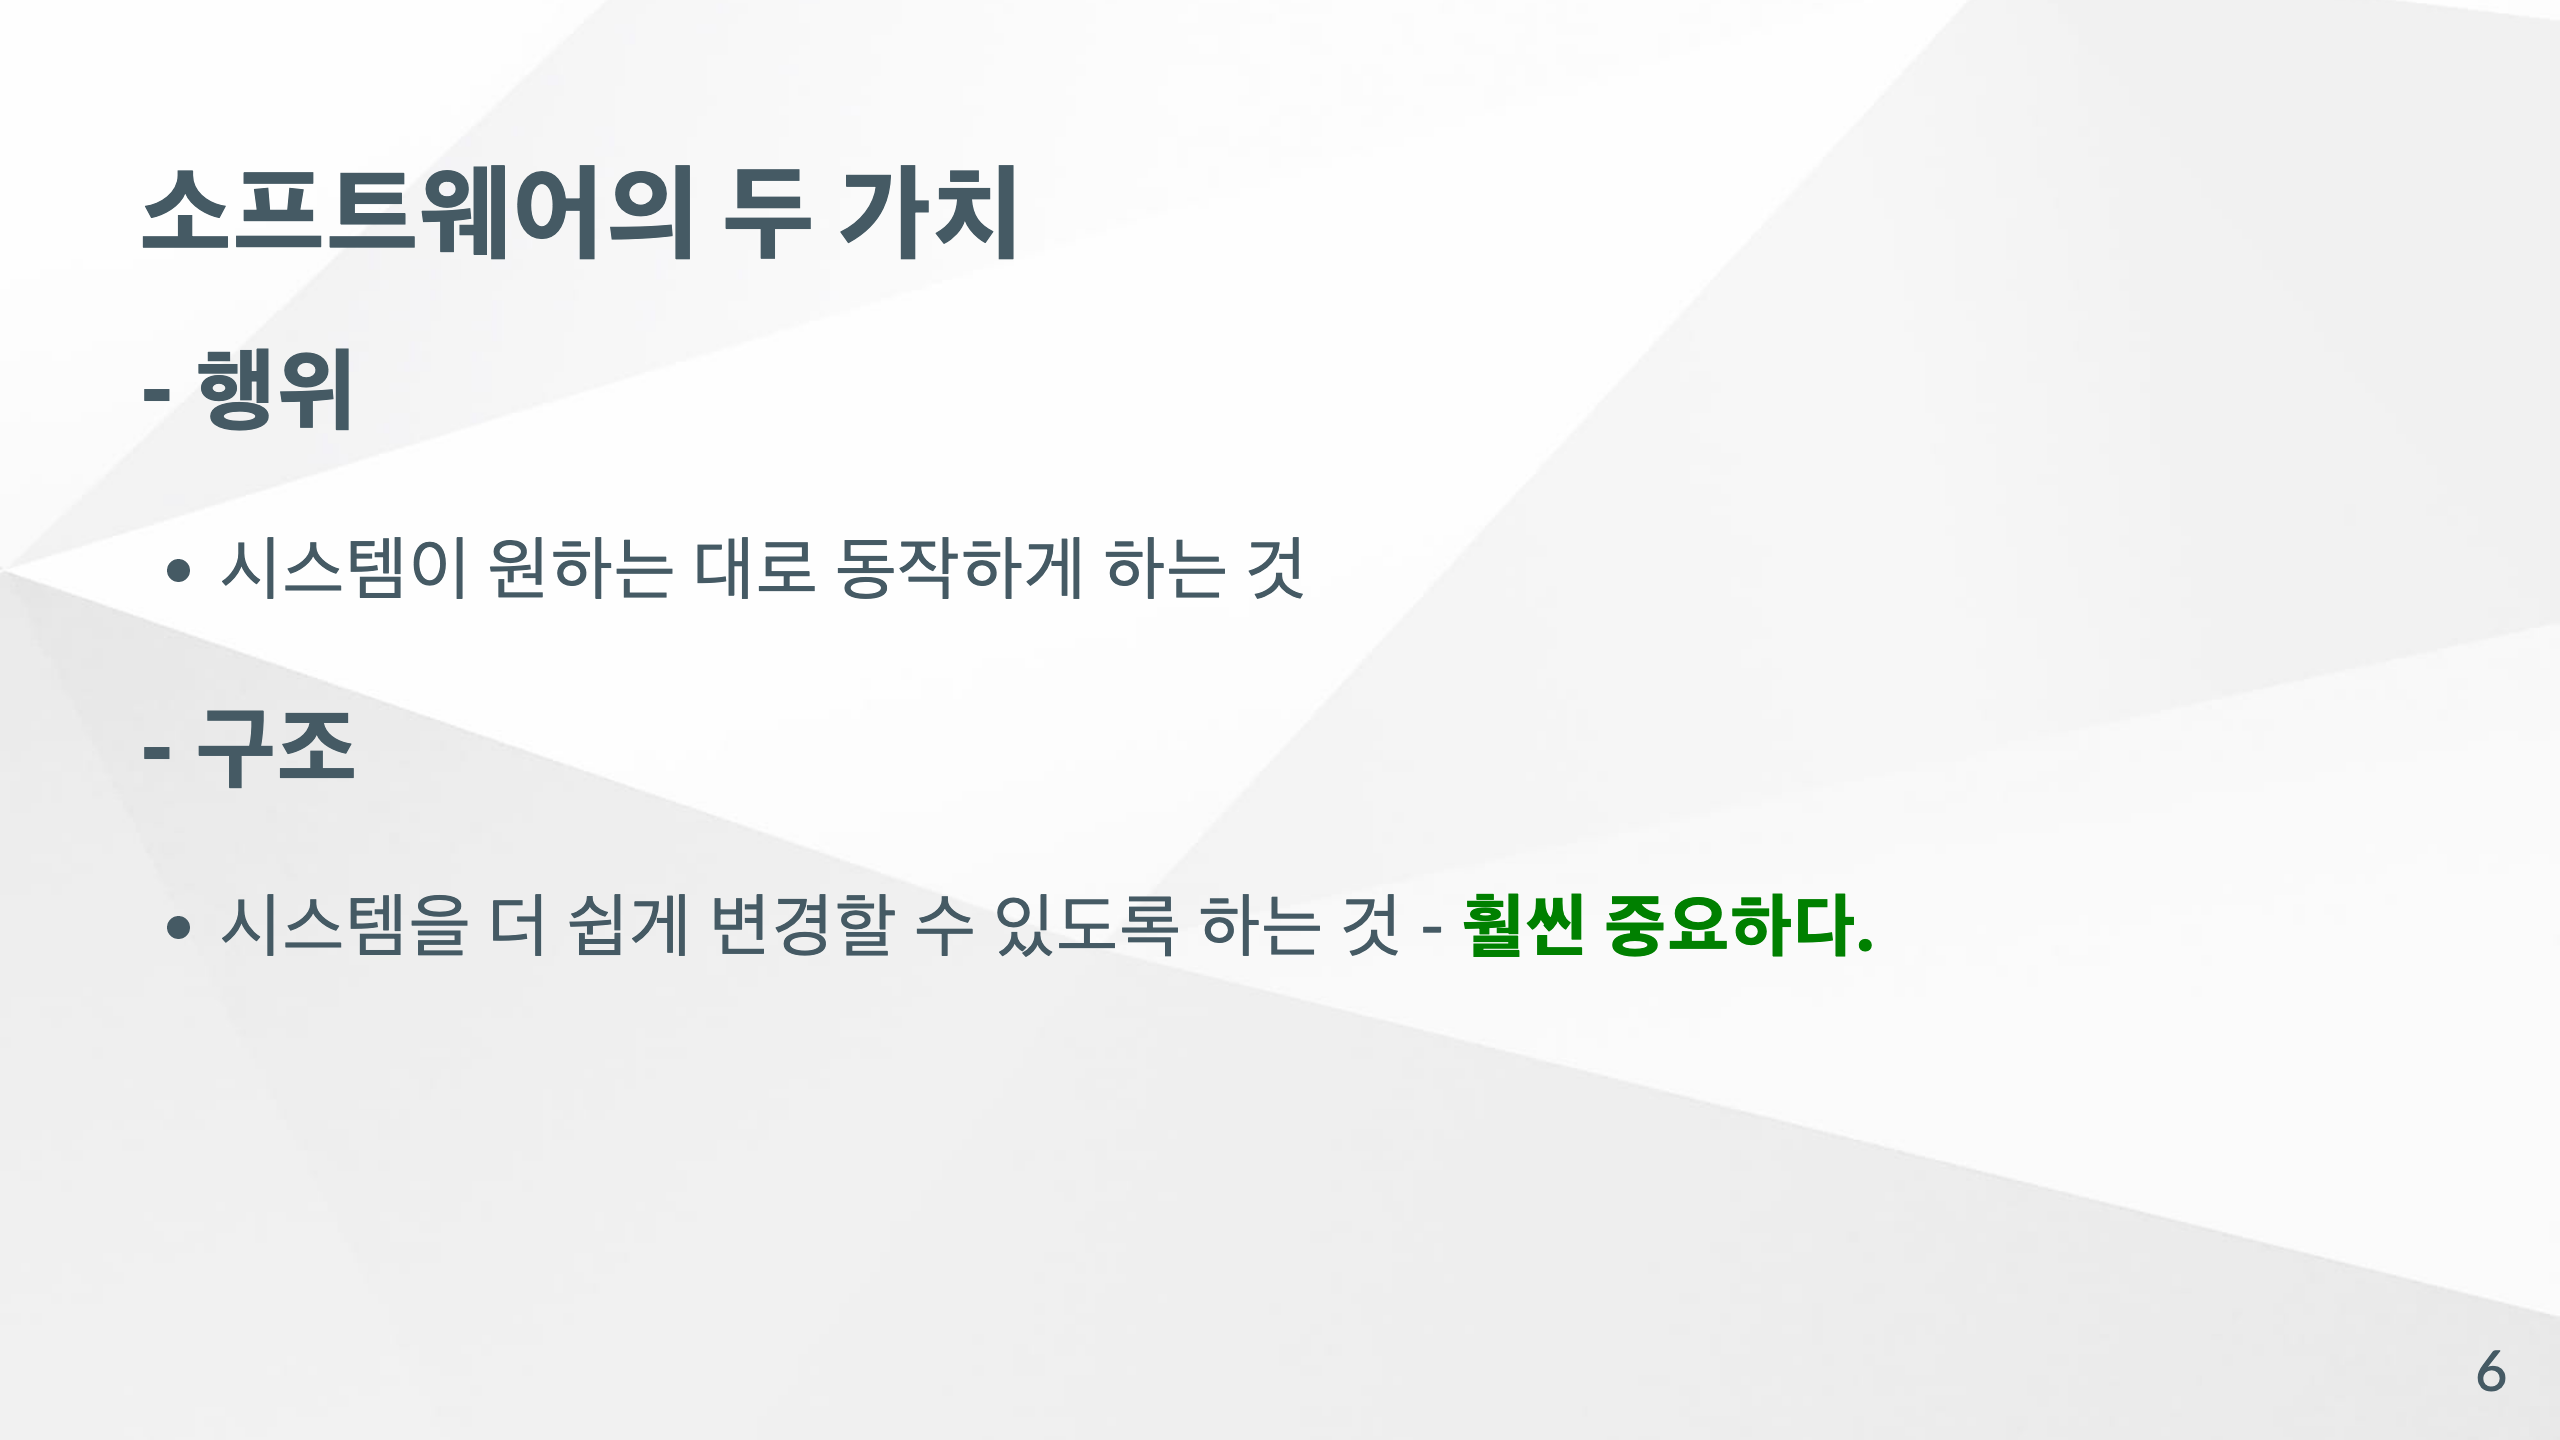 소프트웨어의 두 가치
- 행위
• 시스템이 원하는 대로 동작하게 하는 것
- 구조
• 시스템을 더 쉽게 변경할 수 있도록 하는 것 - 훨씬 중요하다.
6